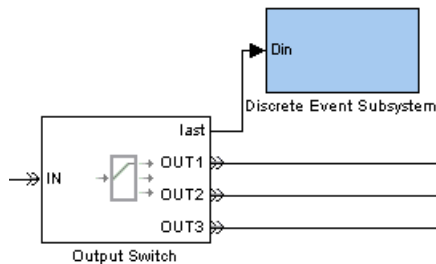 Din
Discrete Event Subsystem
last
OUT1
IN
OUT2
OUT3
Output Switch